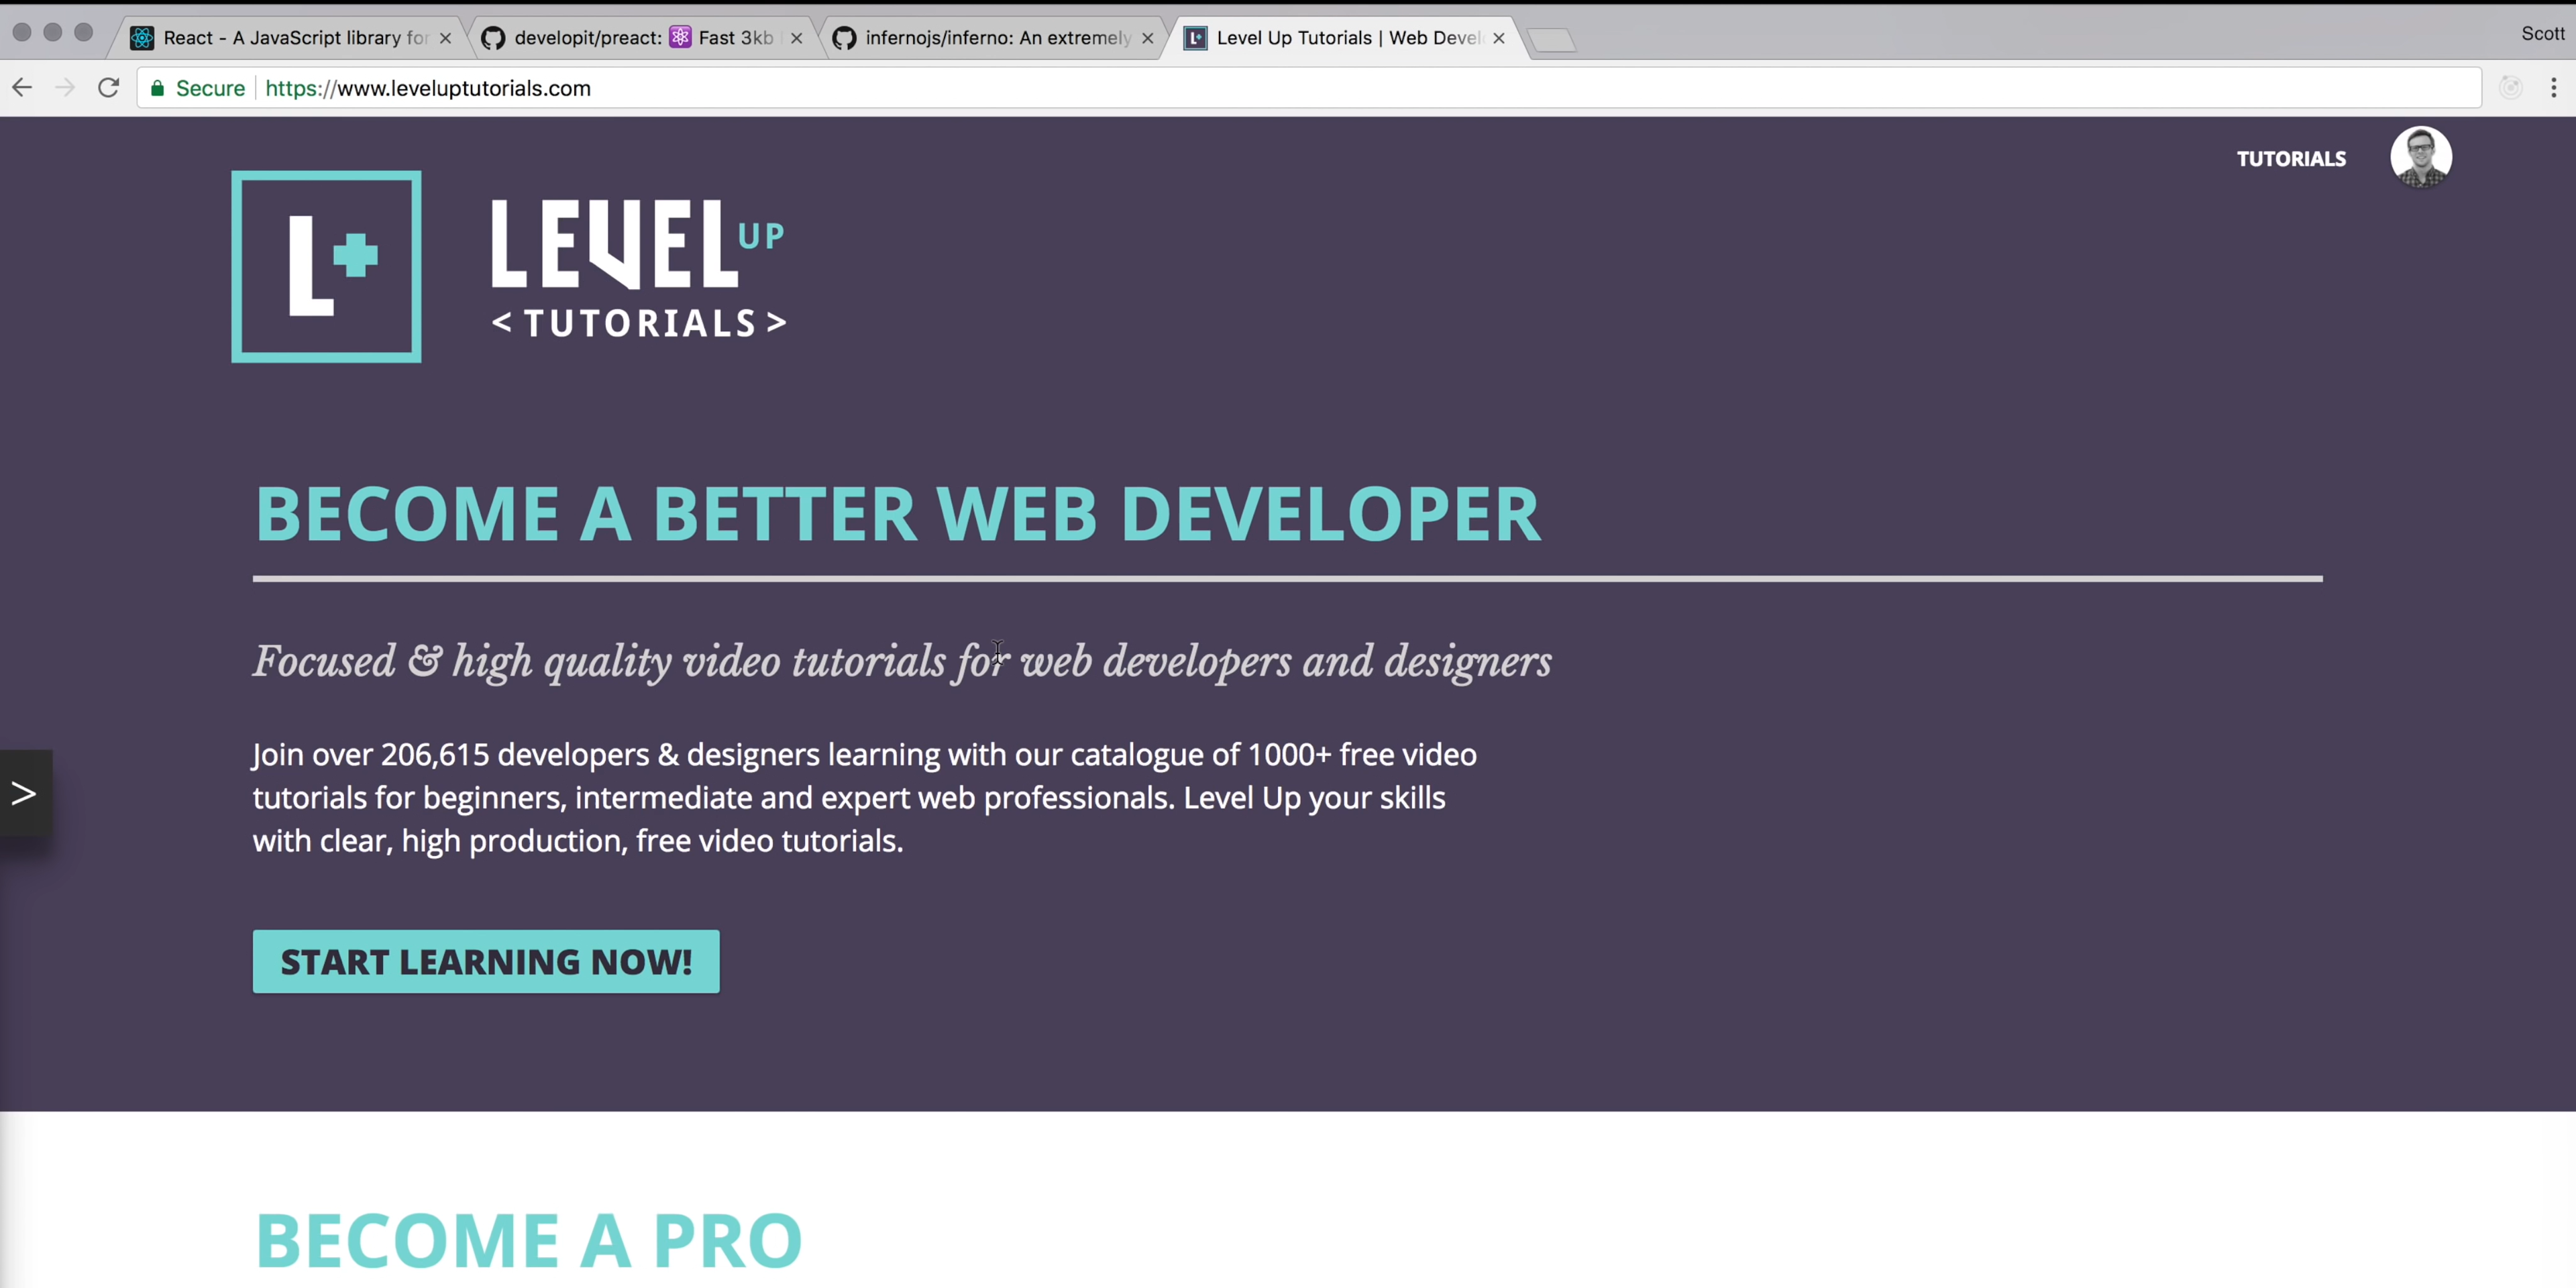 React - A JavaScript library for
developit/preact: ⚛ Fast 3kb
infernojs/inferno: An extremely
Level Up Tutorials | Web Devel
Scott
Secure https://www.leveluptutorials.com
TUTORIALS
L+
LEVEL UP
<TUTORIALS>
BECOME A BETTER WEB DEVELOPER
Focused & high quality video tutorials for web developers and designers
Join over 206,615 developers & designers learning with our catalogue of 1000+ free video
tutorials for beginners, intermediate and expert web professionals. Level Up your skills
with clear, high production, free video tutorials.
>
START LEARNING NOW!
BECOME A PRO